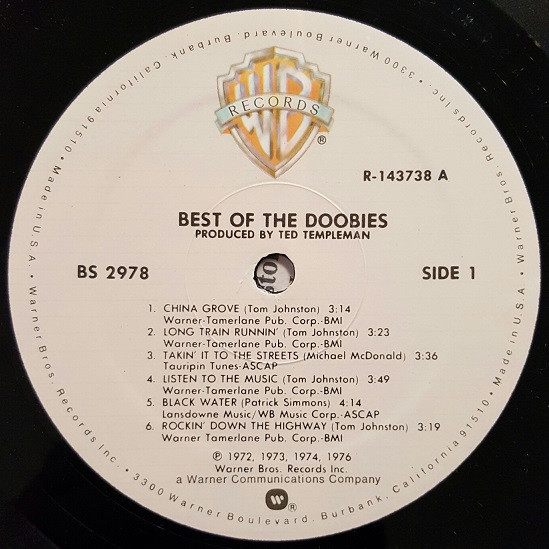 WB
RECORDS
®
R-143738 A
BEST OF THE DOOBIES
PRODUCED BY TED TEMPLEMAN
BS 2978
SIDE 1
sto
1. CHINA GROVE (Tom Johnston) 3:14
Warner-Tamerlane Pub. Corp.-BMI
2. LONG TRAIN RUNNIN' (Tom Johnston) 3:23
Warner-Tamerlane Pub. Corp.-BMI
3. TAKIN' IT TO THE STREETS (Michael McDonald) 3:36
Tauripin Tunes-ASCAP
4. LISTEN TO THE MUSIC (Tom Johnston) 3:49
Warner-Tamerlane Pub. Corp.-BMI
5. BLACK WATER (Patrick Simmons) 4:14
Lansdowne Music/WB Music Corp.-ASCAP
6. ROCKIN' DOWN THE HIGHWAY (Tom Johnston) 3:19
Warner Tamerlane Pub. Corp.-BMI
℗ 1972, 1973, 1974, 1976
Warner Bros. Records Inc.
a Warner Communications Company
W®
Warner Bros. Records Inc. • 3300 Warner Boulevard, Burbank, California 91510 • Made in U.S.A. • Warner Bros. Records Inc. • 3300 Warner Boulevard, Burbank, California 91510 • Made in U.S.A. •